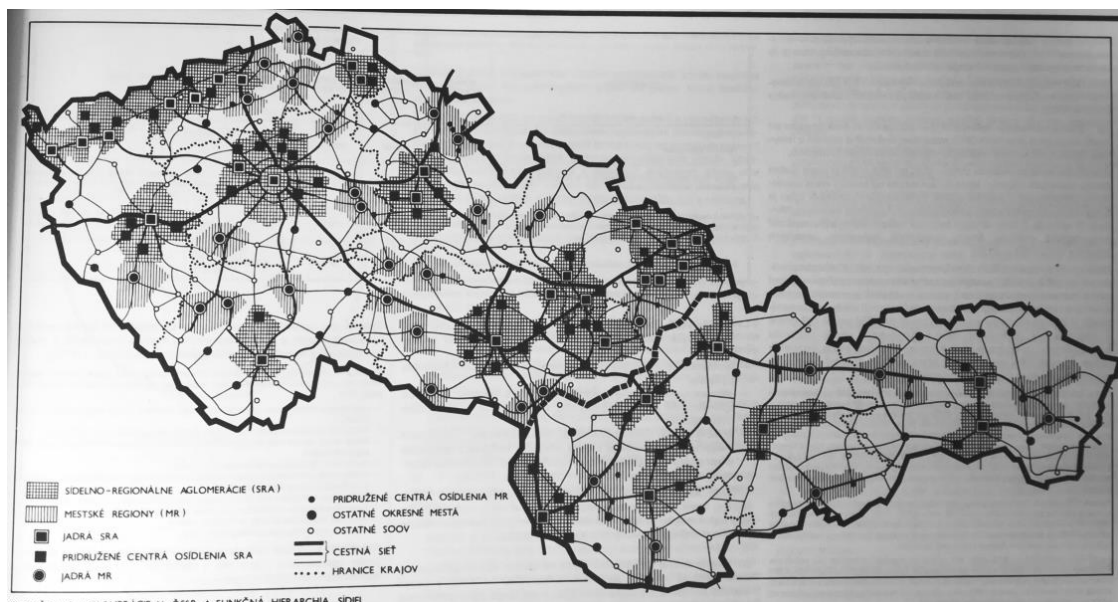 SÍDELNO-REGIONÁLNE AGLOMERÁCIE (SRA)
MESTSKÉ REGIONY (MR)
JADRÁ SRA
PRIDRUŽENÉ CENTRÁ OSÍDLENIA SRA
JADRÁ MR
PRIDRUŽENÉ CENTRÁ OSÍDLENIA MR
OSTATNÉ OKRESNÉ MESTÁ
OSTATNÉ SOOV
CESTNÁ SIEŤ
HRANICE KRAJOV
A FUNKČNÁ HIERARCHIA SÍDIEL